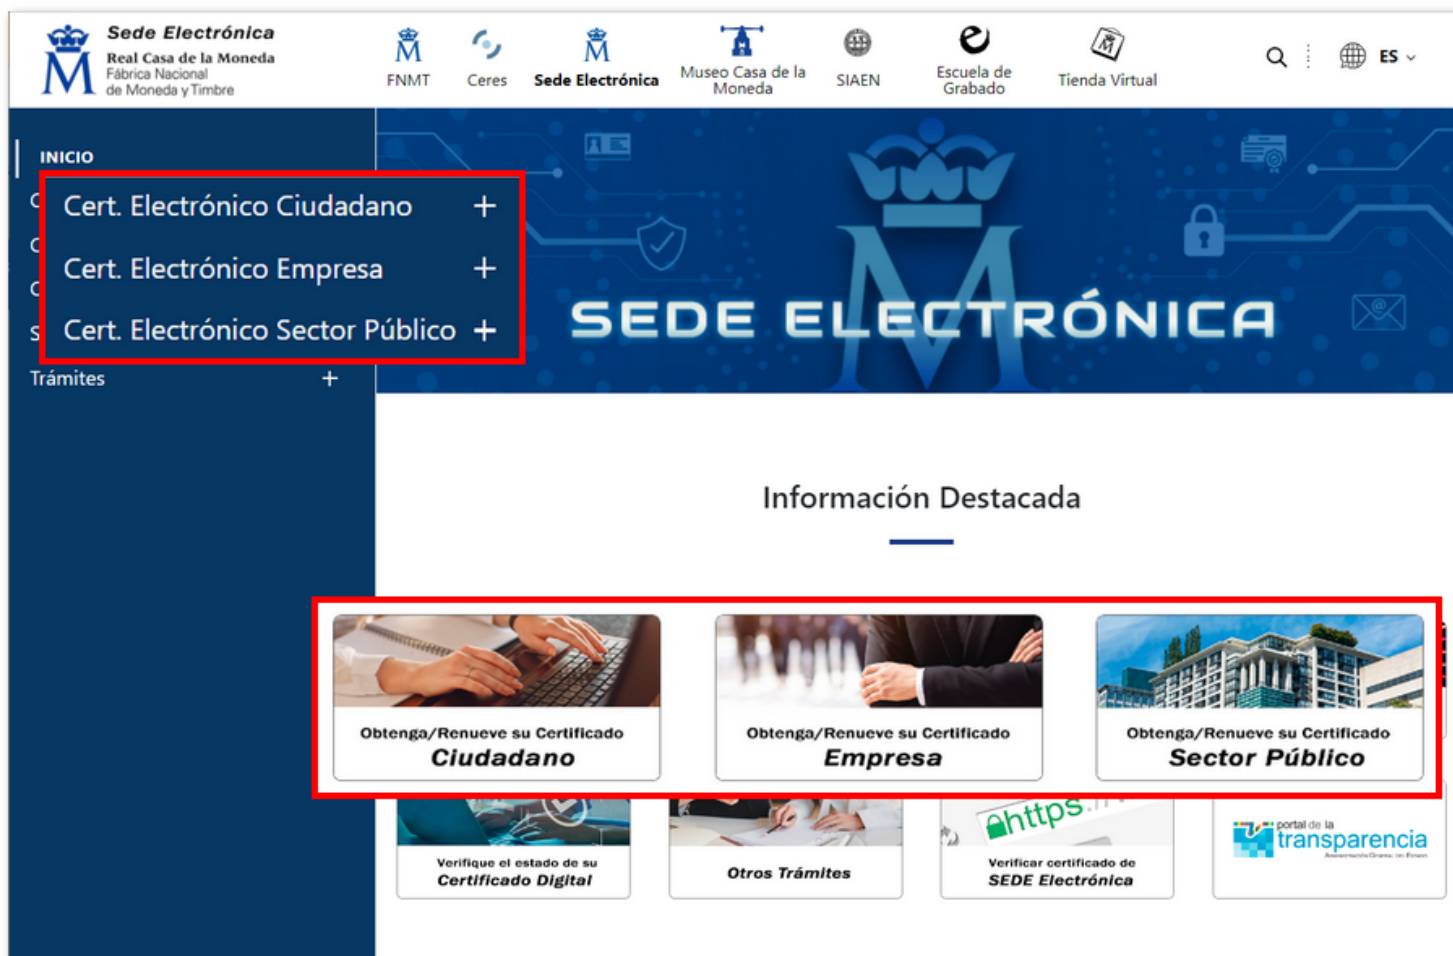 Sede Electrónica
Real Casa de la Moneda
Fábrica Nacional
de Moneda y Timbre
FNMT
Ceres
Sede Electrónica
Museo Casa de la
Moneda
SIAEN
Escuela de
Grabado
Tienda Virtual
ES
INICIO
Cert. Electrónico Ciudadano +
Cert. Electrónico Empresa +
Cert. Electrónico Sector Público +
Trámites +
SEDE ELECTRÓNICA
Información Destacada
Obtenga/Renueve su Certificado
Ciudadano
Obtenga/Renueve su Certificado
Empresa
Obtenga/Renueve su Certificado
Sector Público
Verifique el estado de su
Certificado Digital
Otros Trámites
https:/
Verificar certificado de
SEDE Electrónica
portal de la
transparencia